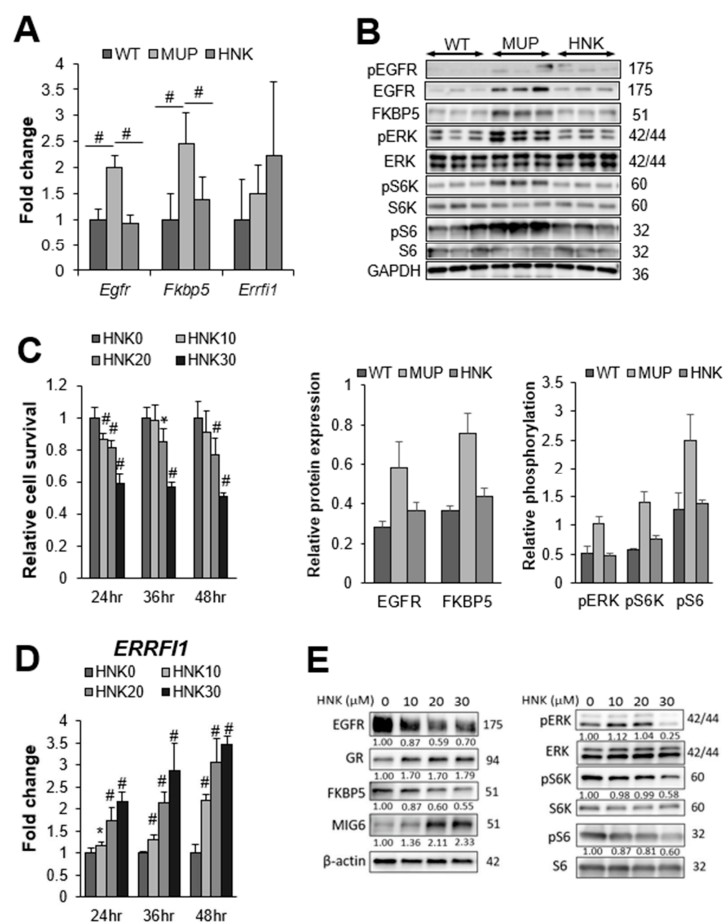 A
WT MUP HNK
Fold change
4
3.5
3
2.5
2
1.5
1
0.5
0
# # # #
Egfr Fkbp5 Errfi1
B
WT MUP HNK
pEGFR 175
EGFR 175
FKBP5 51
pERK 42/44
ERK 42/44
pS6K 60
S6K 60
pS6 32
S6 32
GAPDH 36
C
HNK0 HNK10
HNK20 HNK30
Relative cell survival
1.2
1
0.8
0.6
0.4
0.2
0
# # # * # # #
24hr 36hr 48hr
WT MUP HNK
Relative protein expression
1
0.8
0.6
0.4
0.2
0
EGFR FKBP5
WT MUP HNK
Relative phosphorylation
3.5
3
2.5
2
1.5
1
0.5
0
pERK pS6K pS6
D
ERRFI1
HNK0 HNK10
HNK20 HNK30
Fold change
4
3.5
3
2.5
2
1.5
1
0.5
0
* # # # # # # # #
24hr 36hr 48hr
E
HNK (μM) 0 10 20 30
EGFR 175
1.00 0.87 0.59 0.70
GR 94
1.00 1.70 1.70 1.79
FKBP5 51
1.00 0.87 0.60 0.55
MIG6 51
1.00 1.36 2.11 2.33
β-actin 42
HNK (μM) 0 10 20 30
pERK 42/44
1.00 1.12 1.04 0.25
ERK 42/44
pS6K 60
1.00 0.98 0.99 0.58
S6K 60
pS6 32
1.00 0.87 0.81 0.60
S6 32